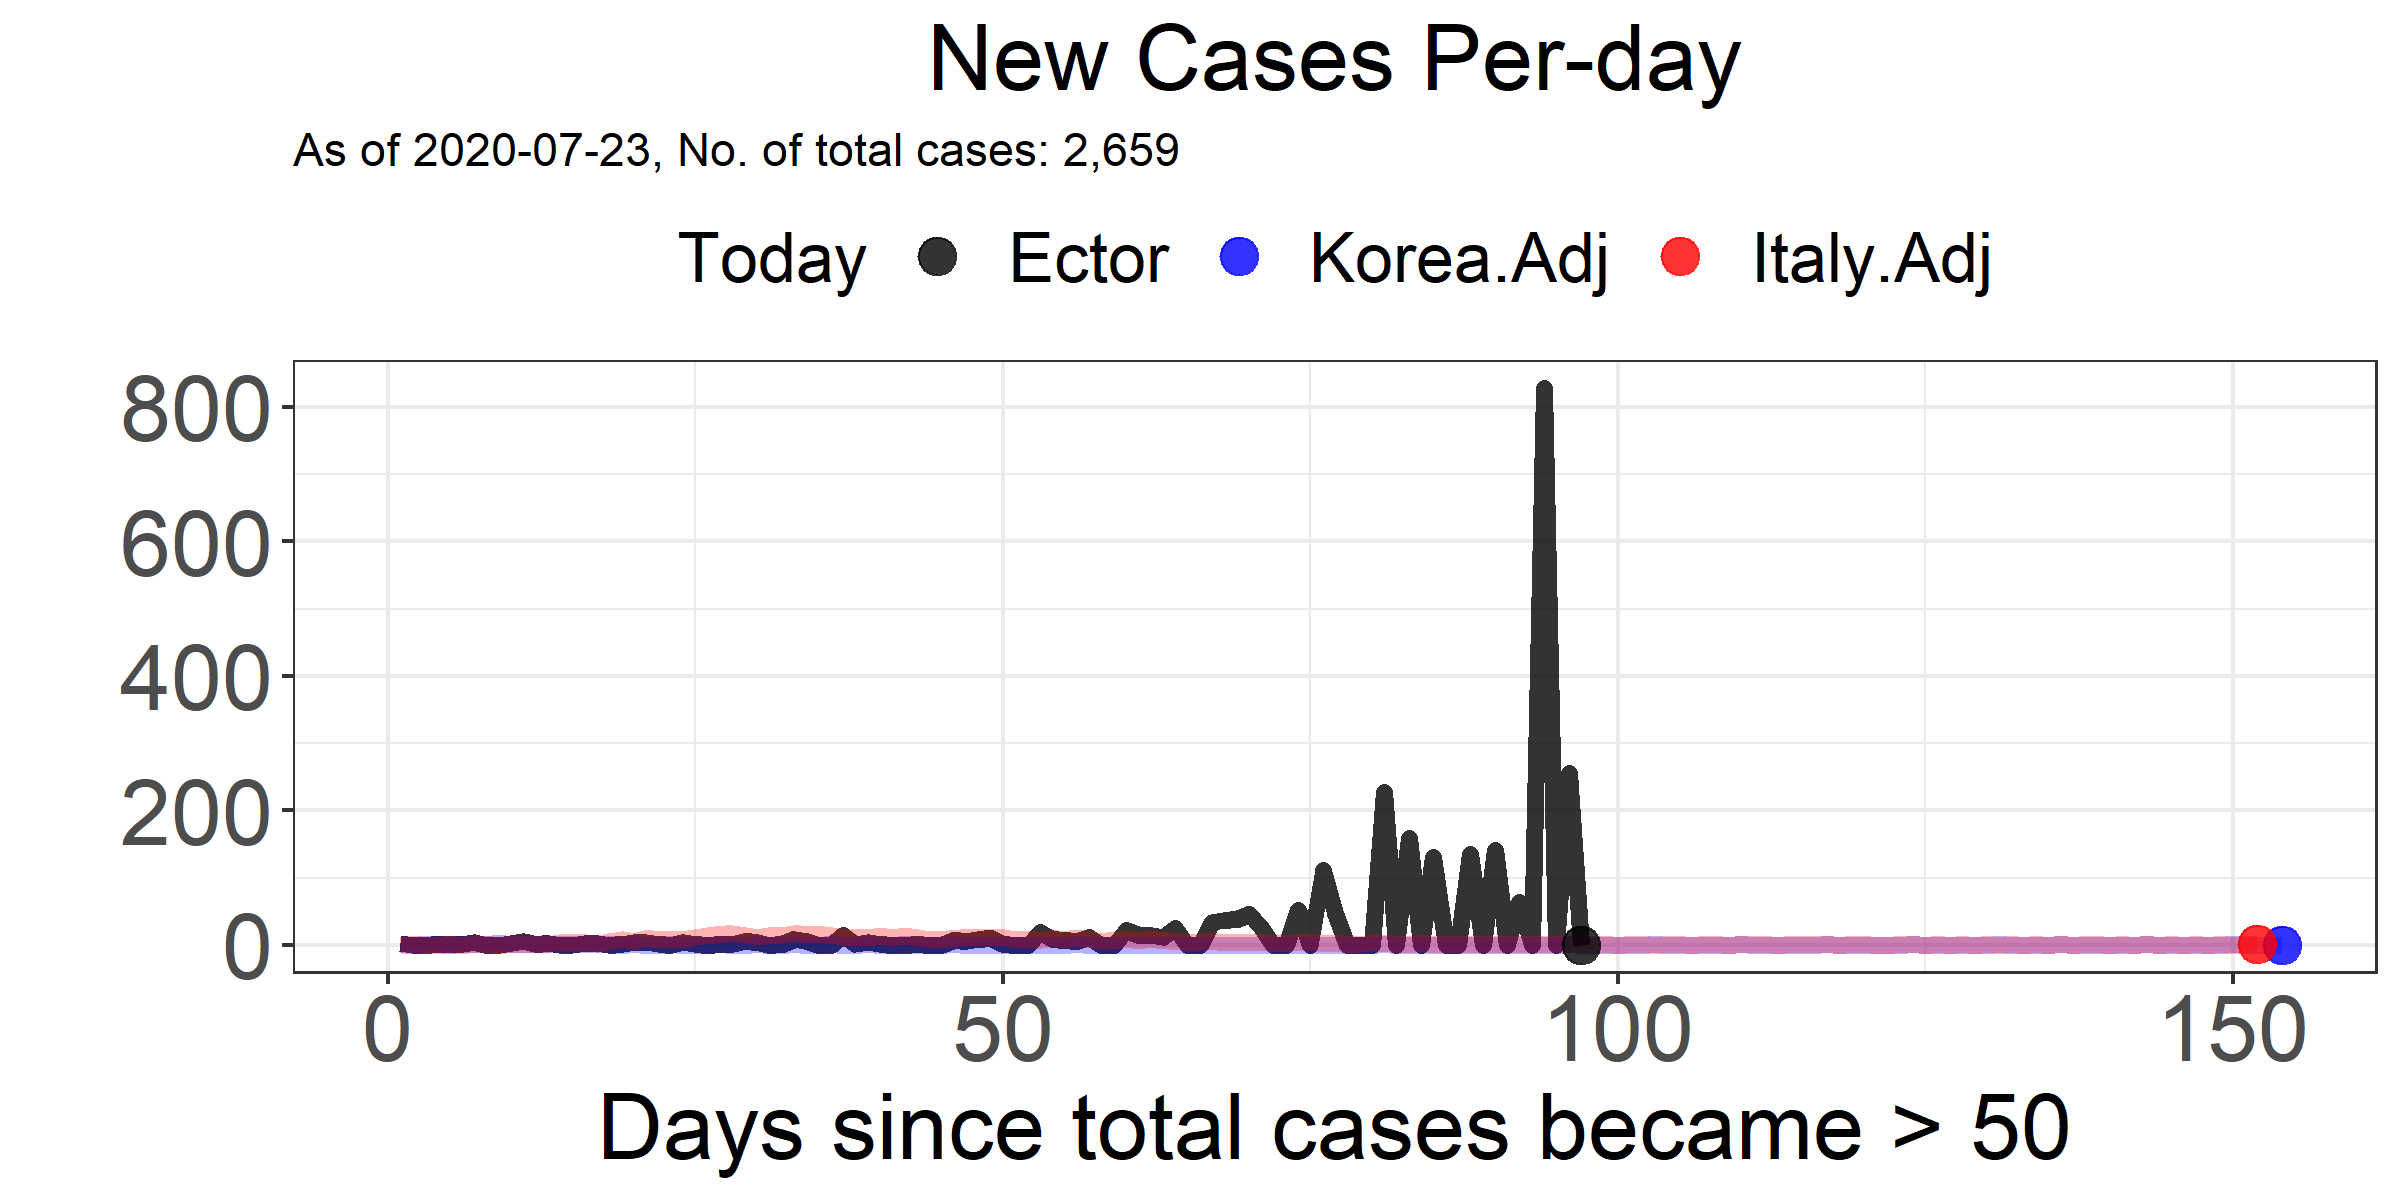 New Cases Per-day
As of 2020-07-23, No. of total cases: 2,659
Today Ector Korea.Adj Italy.Adj
800
600
400
200
0
0 50 100 150
Days since total cases became > 50